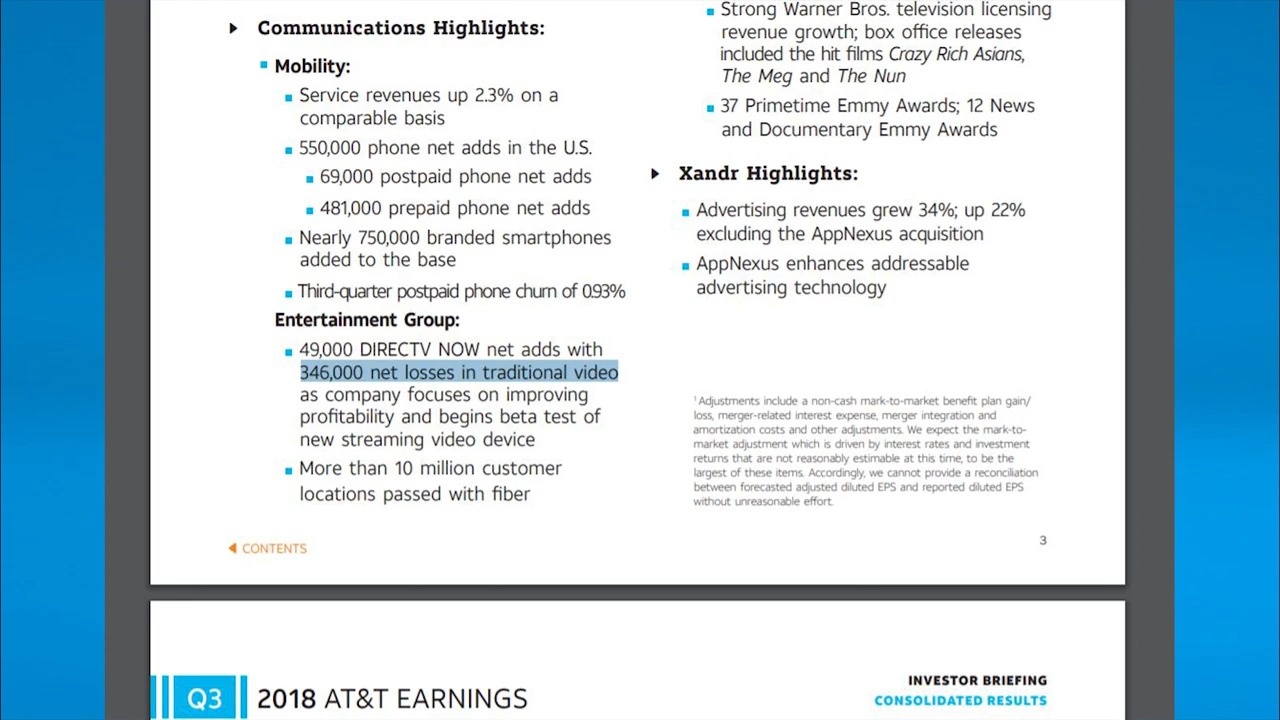 Communications Highlights:
Mobility:
Service revenues up 2.3% on a
comparable basis
550,000 phone net adds in the U.S.
69,000 postpaid phone net adds
481,000 prepaid phone net adds
Nearly 750,000 branded smartphones
added to the base
Third-quarter postpaid phone churn of 0.93%
Entertainment Group:
49,000 DIRECTV NOW net adds with
346,000 net losses in traditional video
as company focuses on improving
profitability and begins beta test of
new streaming video device
More than 10 million customer
locations passed with fiber
Strong Warner Bros. television licensing
revenue growth; box office releases
included the hit films Crazy Rich Asians,
The Meg and The Nun
37 Primetime Emmy Awards; 12 News
and Documentary Emmy Awards
Xandr Highlights:
Advertising revenues grew 34%; up 22%
excluding the AppNexus acquisition
AppNexus enhances addressable
advertising technology
1 Adjustments include a non-cash mark-to-market benefit plan gain/
loss, merger-related interest expense, merger integration and
amortization costs and other adjustments. We expect the mark-to-
market adjustment which is driven by interest rates and investment
returns that are not reasonably estimable at this time, to be the
largest of these items. Accordingly, we cannot provide a reconciliation
between forecasted adjusted diluted EPS and reported diluted EPS
without unreasonable effort.
CONTENTS
3
Q3 2018 AT&T EARNINGS
INVESTOR BRIEFING
CONSOLIDATED RESULTS